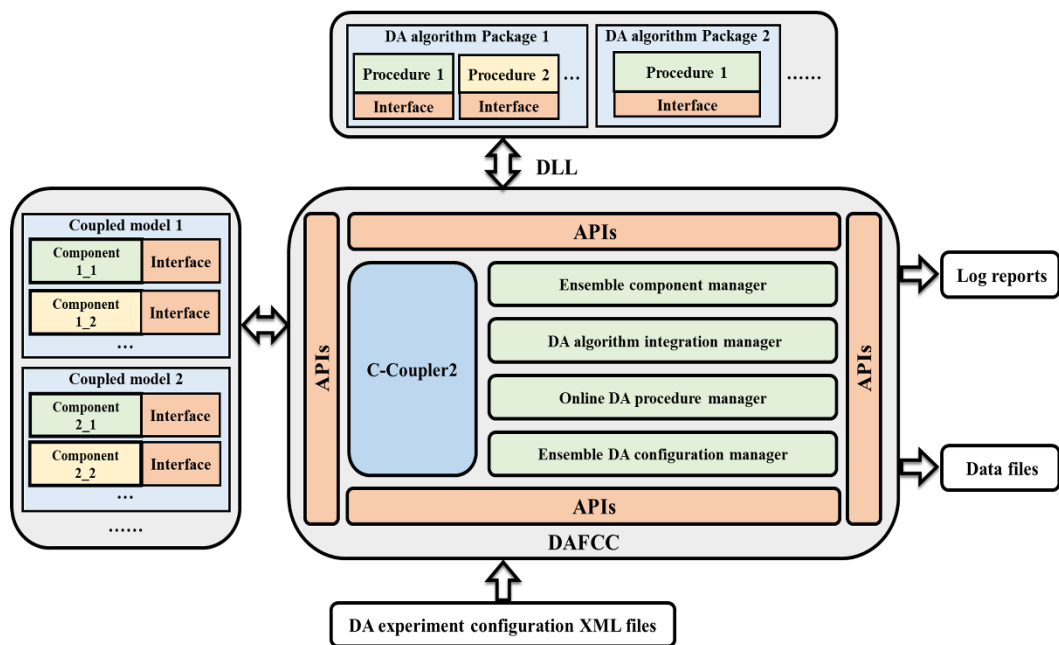 DA algorithm Package 1
Procedure 1
Interface
Procedure 2
Interface
...
DA algorithm Package 2
Procedure 1
Interface
......
DLL
Coupled model 1
Component
1_1
Interface
Component
1_2
Interface
...
Coupled model 2
Component
2_1
Interface
Component
2_2
Interface
...
......
APIs
APIs
C-Coupler2
Ensemble component manager
DA algorithm integration manager
Online DA procedure manager
Ensemble DA configuration manager
APIs
APIs
DAFCC
Log reports
Data files
DA experiment configuration XML files